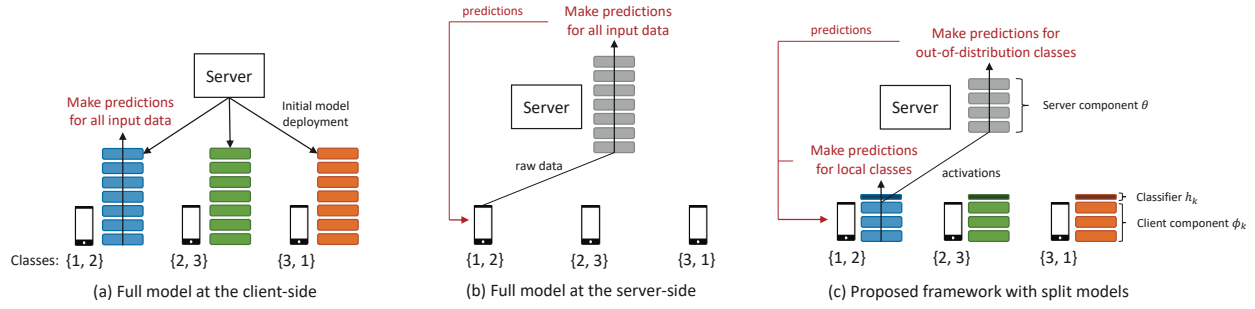 Server
Make predictions
for all input data
Initial model
deployment
Classes: {1, 2} {2, 3} {3, 1}
(a) Full model at the client-side
predictions
Make predictions
for all input data
Server
raw data
{1, 2} {2, 3} {3, 1}
(b) Full model at the server-side
predictions
Make predictions for
out-of-distribution classes
Server
Server component θ
Make predictions
for local classes
activations
Classifier hₖ
Client component ϕₖ
{1, 2} {2, 3} {3, 1}
(c) Proposed framework with split models